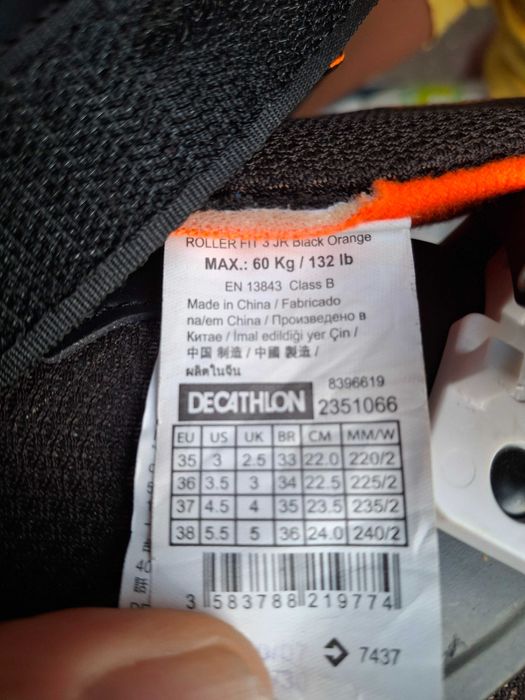 ROLLER FIT 3 JR Black Orange
MAX.: 60 Kg / 132 lb
EN 13843 Class B
Made in China / Fabricado
na/em China / Произведено в
Китае / İmal edildiği yer Çin /
中国 制造 / 中國 製造 /
ผลิตในจีน
8396619
DECATHLON 2351066
EU US UK BR CM MM/W
35 3 2.5 33 22.0 220/2
36 3.5 3 34 22.5 225/2
37 4.5 4 35 23.5 235/2
38 5.5 5 36 24.0 240/2
3 583788 219774
7437